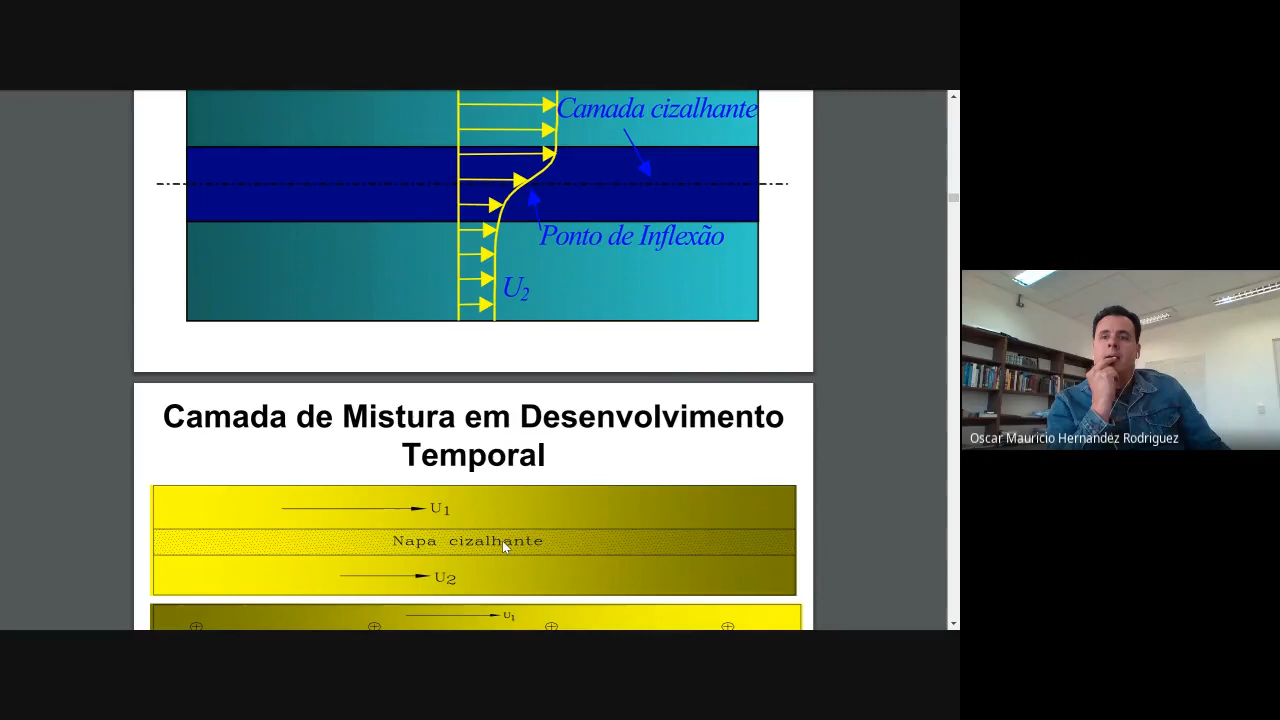 Camada cizalhante
Ponto de Inflexão
U2
Camada de Mistura em Desenvolvimento
Temporal
U1
Napa cizalhante
U2
U1
Oscar Mauricio Hernandez Rodriguez